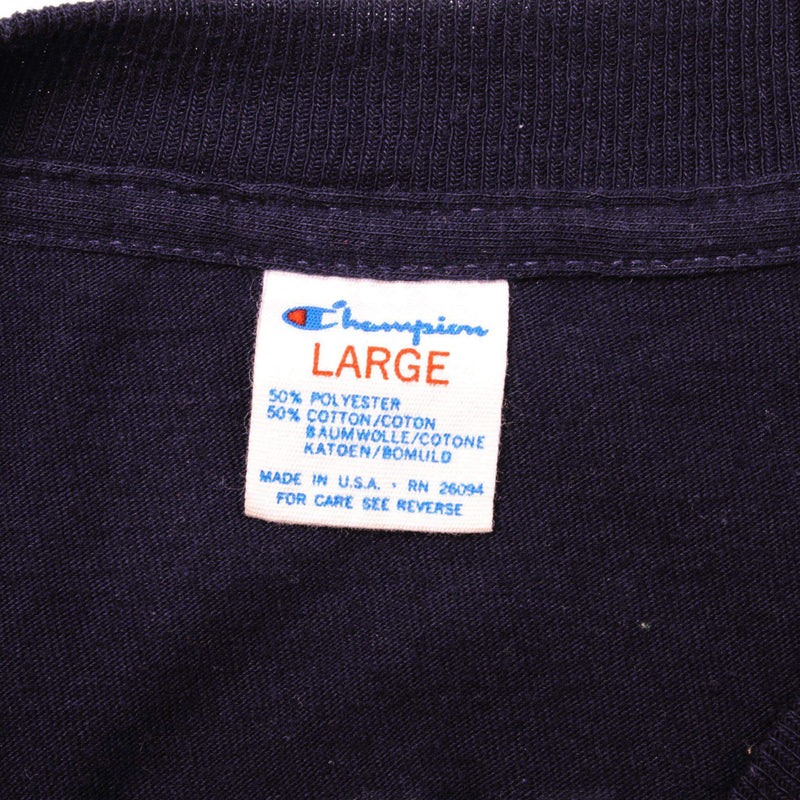 Champion
LARGE
50% POLYESTER
50% COTTON/COTON
BAUMWOLLE/COTONE
KATOEN/BOMULD
MADE IN U.S.A. • RN 26094
FOR CARE SEE REVERSE